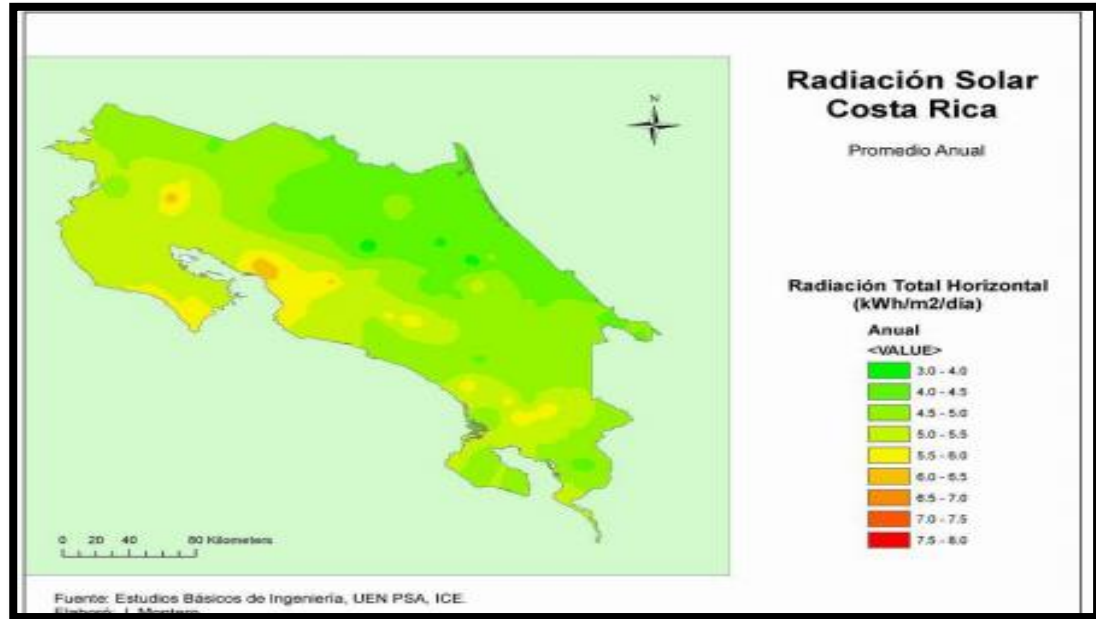 Radiación Solar
Costa Rica
Promedio Anual
N
Radiación Total Horizontal
(kWh/m2/dia)
Anual
<VALUE>
3.0 - 4.0
4.0 - 4.5
4.5 - 5.0
5.0 - 5.5
5.5 - 6.0
6.0 - 6.5
6.5 - 7.0
7.0 - 7.5
7.5 - 8.0
0 20 40 80 Kilometers
Fuente: Estudios Básicos de Ingeniería, UEN PSA, ICE.
Elaboró: J. Montero